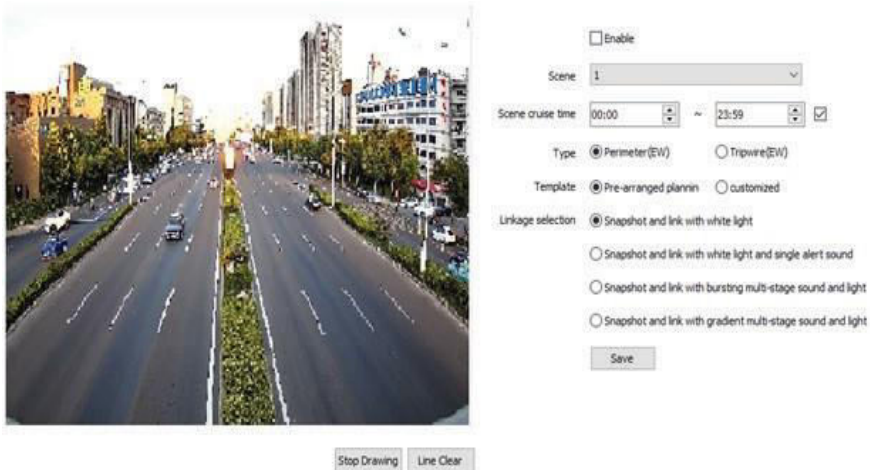 Enable
Scene 1
Scene cruise time 00:00 ~ 23:59
Type Perimeter(EW) Tripwire(EW)
Template Pre-arranged plannin customized
Linkage selection Snapshot and link with white light
Snapshot and link with white light and single alert sound
Snapshot and link with bursting multi-stage sound and light
Snapshot and link with gradient multi-stage sound and light
Save
Stop Drawing Line Clear